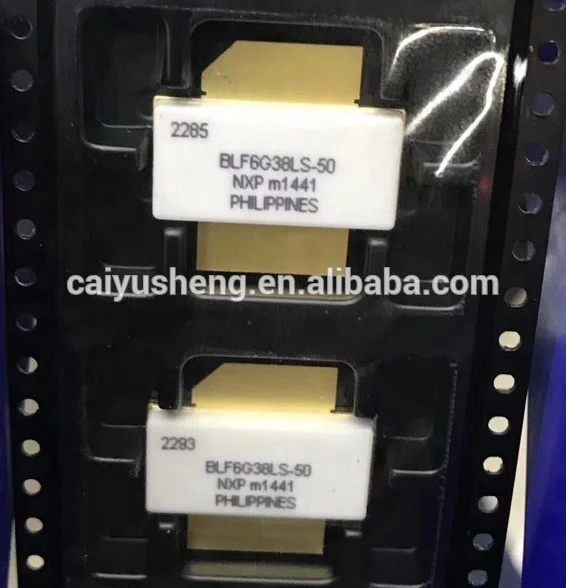 2285
BLF6G38LS-50
NXP m1441
PHILIPPINES
caiyusheng.en.alibaba.com
2293
BLF6G38LS-50
NXP m1441
PHILIPPINES